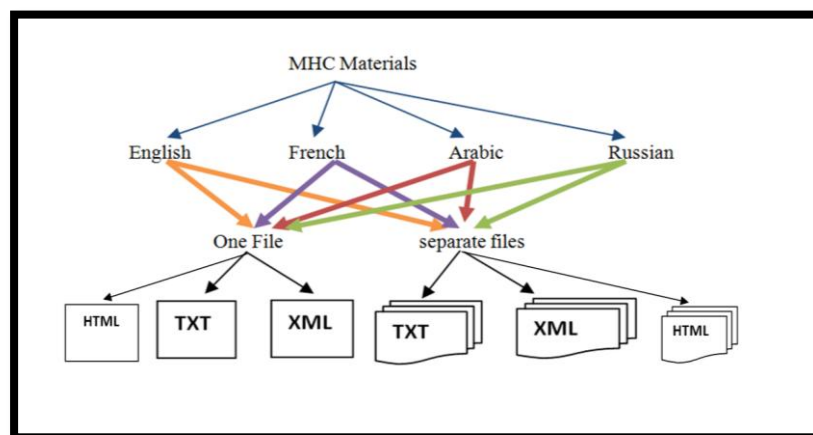 MHC Materials
English French Arabic Russian
One File separate files
HTML TXT XML TXT XML HTML